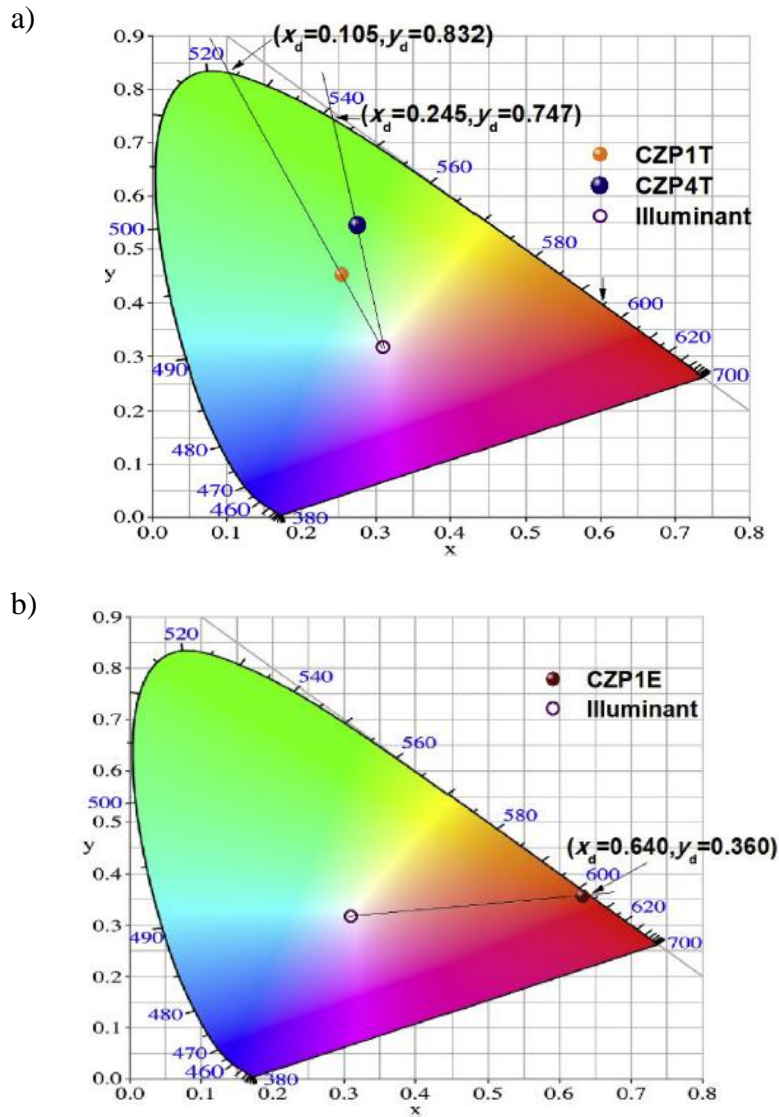 a)
0.9
520
(xd=0.105,yd=0.832)
0.8
540
(xd=0.245,yd=0.747)
0.7
560
CZP1T
0.6
CZP4T
500
Illuminant
0.5
580
y
0.4
600
0.3
620
490
700
0.2
480
0.1
470
460
0.0
380
0.0 0.1 0.2 0.3 0.4 0.5 0.6 0.7 0.8
x
b)
0.9
520
0.8
540
CZP1E
0.7
Illuminant
560
0.6
500
580
0.5
y
(xd=0.640,yd=0.360)
0.4
600
620
0.3
490
700
0.2
480
0.1
470
460
0.0
380
0.0 0.1 0.2 0.3 0.4 0.5 0.6 0.7 0.8
x